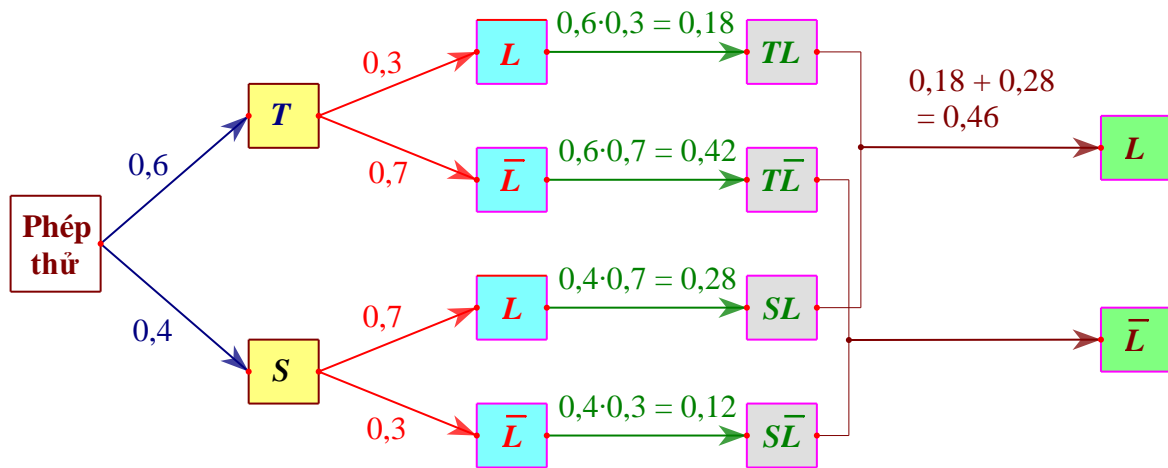 0,6·0,3 = 0,18
L
TL
0,3
T
0,18 + 0,28
= 0,46
L
0,6
0,7
L̅
0,6·0,7 = 0,42
TL̅
Phép
thử
0,4
0,7
L
0,4·0,7 = 0,28
SL
L̅
S
0,3
L̅
0,4·0,3 = 0,12
SL̅